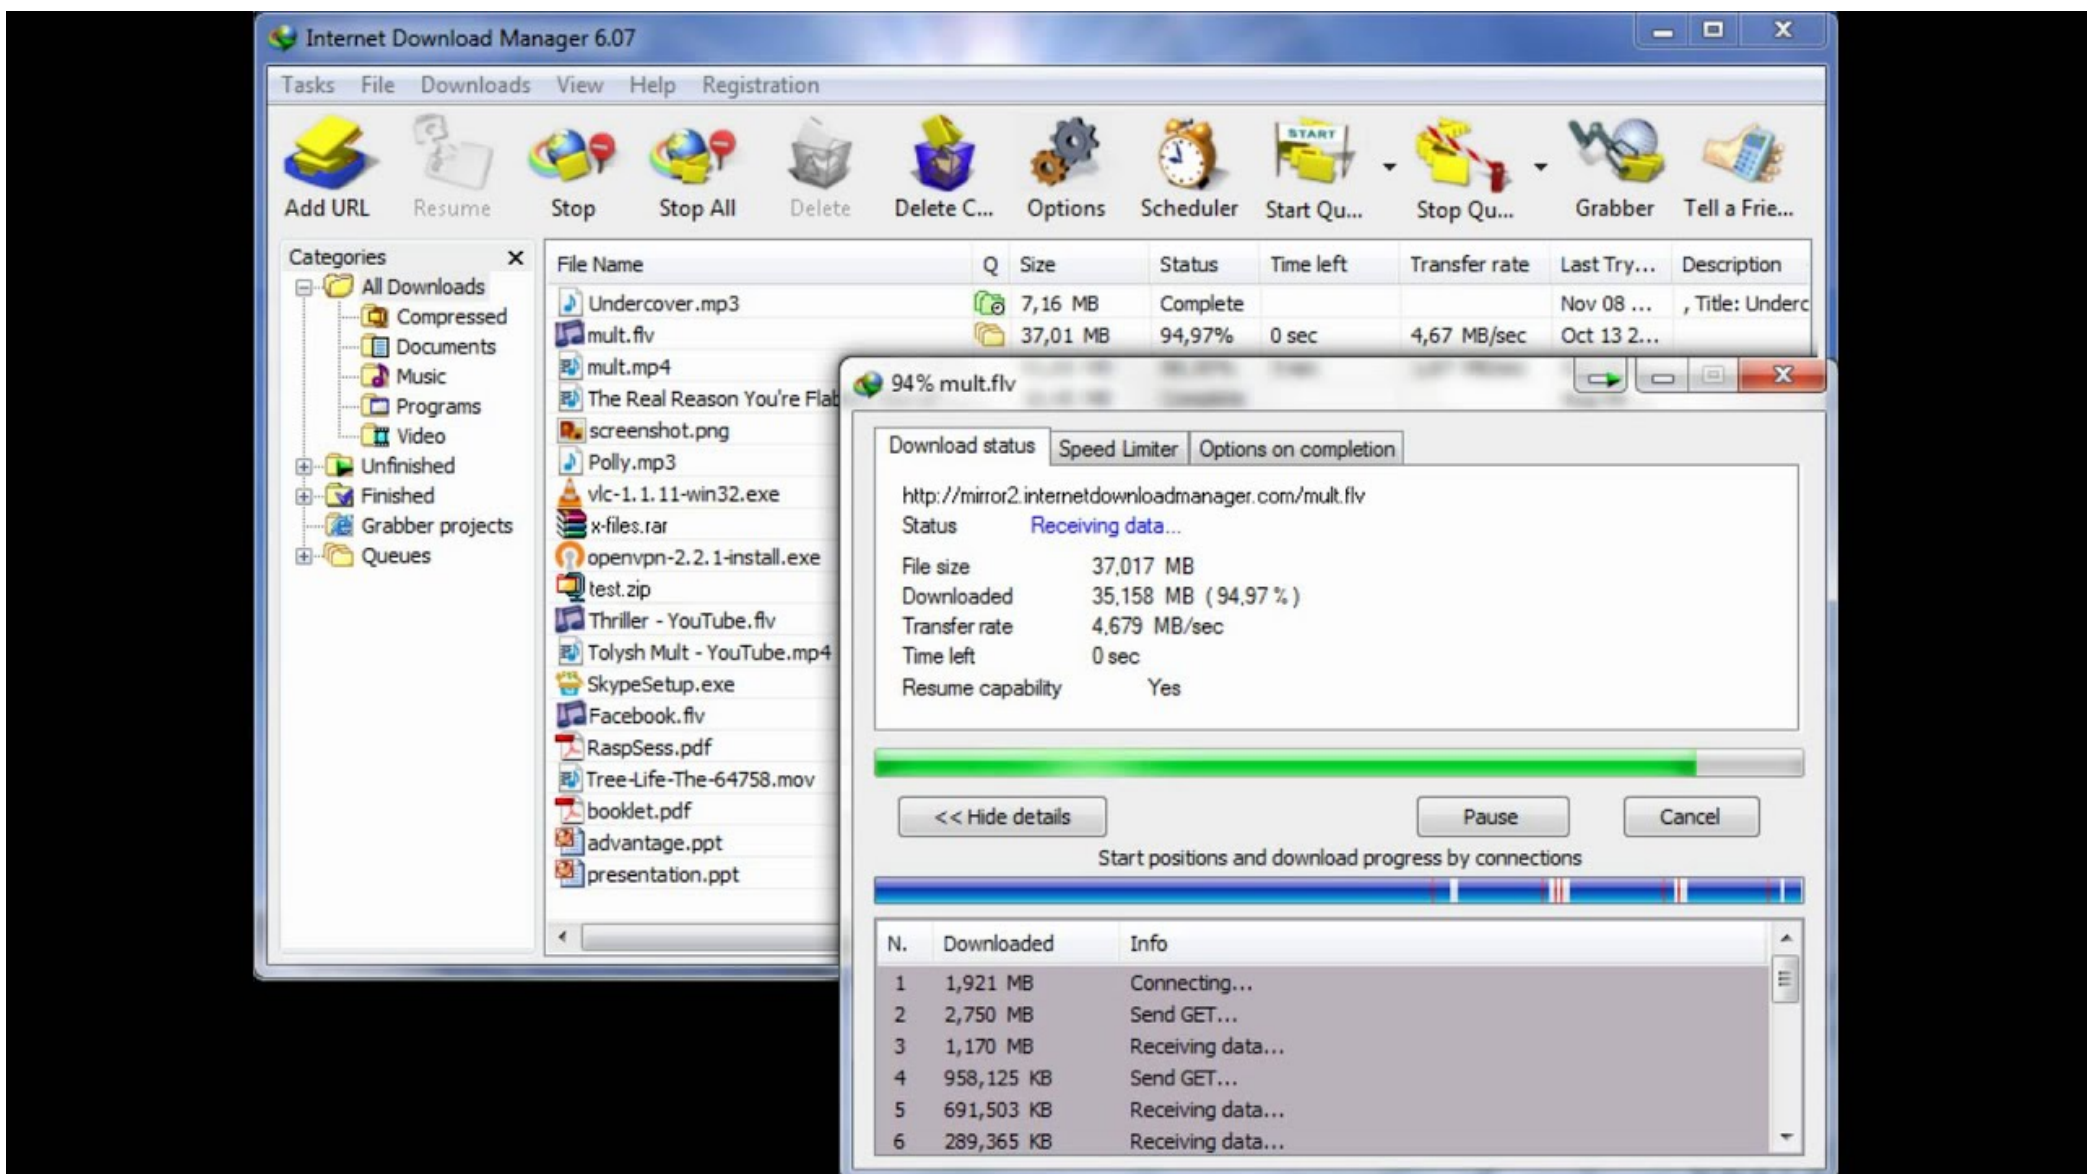 Internet Download Manager 6.07
Tasks File Downloads View Help Registration
START
Add URL Resume Stop Stop All Delete Delete C... Options Scheduler Start Qu... Stop Qu... Grabber Tell a Frie...
Categories
All Downloads
Compressed
Documents
Music
Programs
Video
Unfinished
Finished
Grabber projects
Queues
File Name Q Size Status Time left Transfer rate Last Try... Description
Undercover.mp3 7,16 MB Complete Nov 08 ... , Title: Underc
mult.flv 37,01 MB 94,97% 0 sec 4,67 MB/sec Oct 13 2...
mult.mp4
The Real Reason You're Flab
screenshot.png
Polly.mp3
vlc-1.1.11-win32.exe
x-files.rar
openvpn-2.2.1-install.exe
test.zip
Thriller - YouTube.flv
Tolysh Mult - YouTube.mp4
SkypeSetup.exe
Facebook.flv
RaspSess.pdf
Tree-Life-The-64758.mov
booklet.pdf
advantage.ppt
presentation.ppt
94% mult.flv
Download status Speed Limiter Options on completion
http://mirror2.internetdownloadmanager.com/mult.flv
Status Receiving data...
File size 37,017 MB
Downloaded 35,158 MB ( 94,97 % )
Transfer rate 4,679 MB/sec
Time left 0 sec
Resume capability Yes
<< Hide details Pause Cancel
Start positions and download progress by connections
N. Downloaded Info
1 1,921 MB Connecting...
2 2,750 MB Send GET...
3 1,170 MB Receiving data...
4 958,125 KB Send GET...
5 691,503 KB Receiving data...
6 289,365 KB Receiving data...